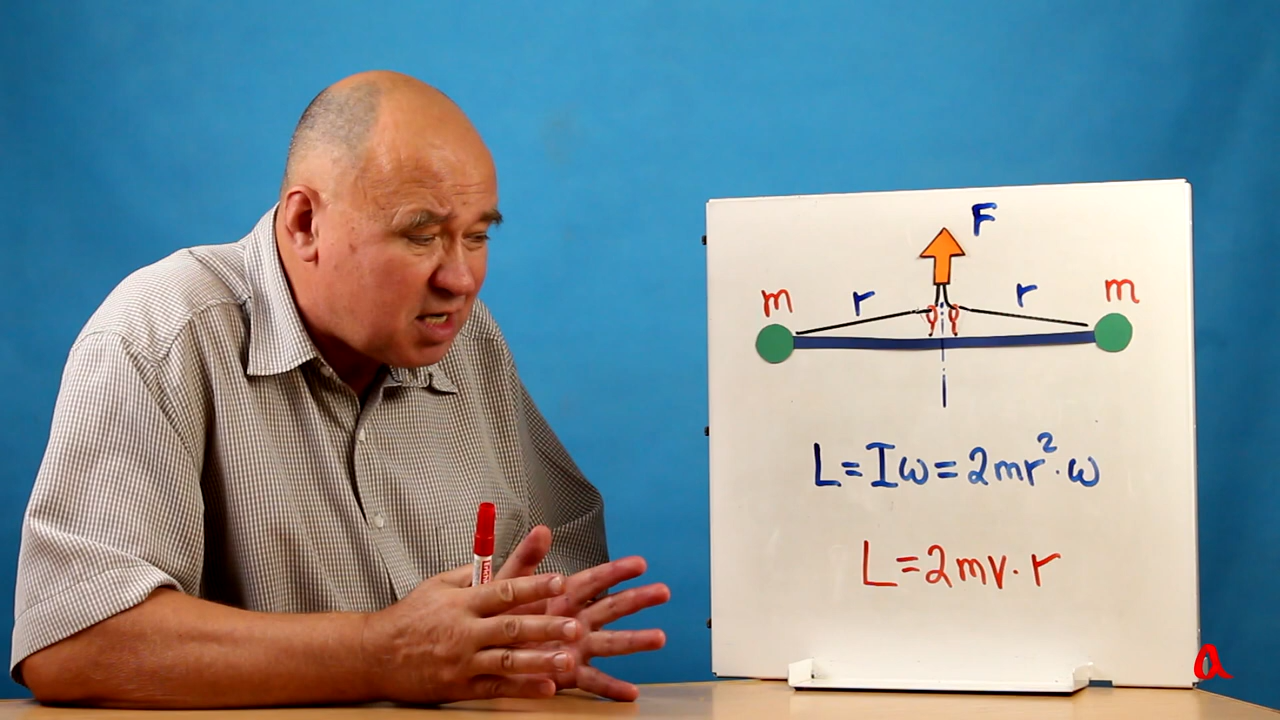 F
m r r m
L=Iω=2mr²·ω
L=2mv·r
a